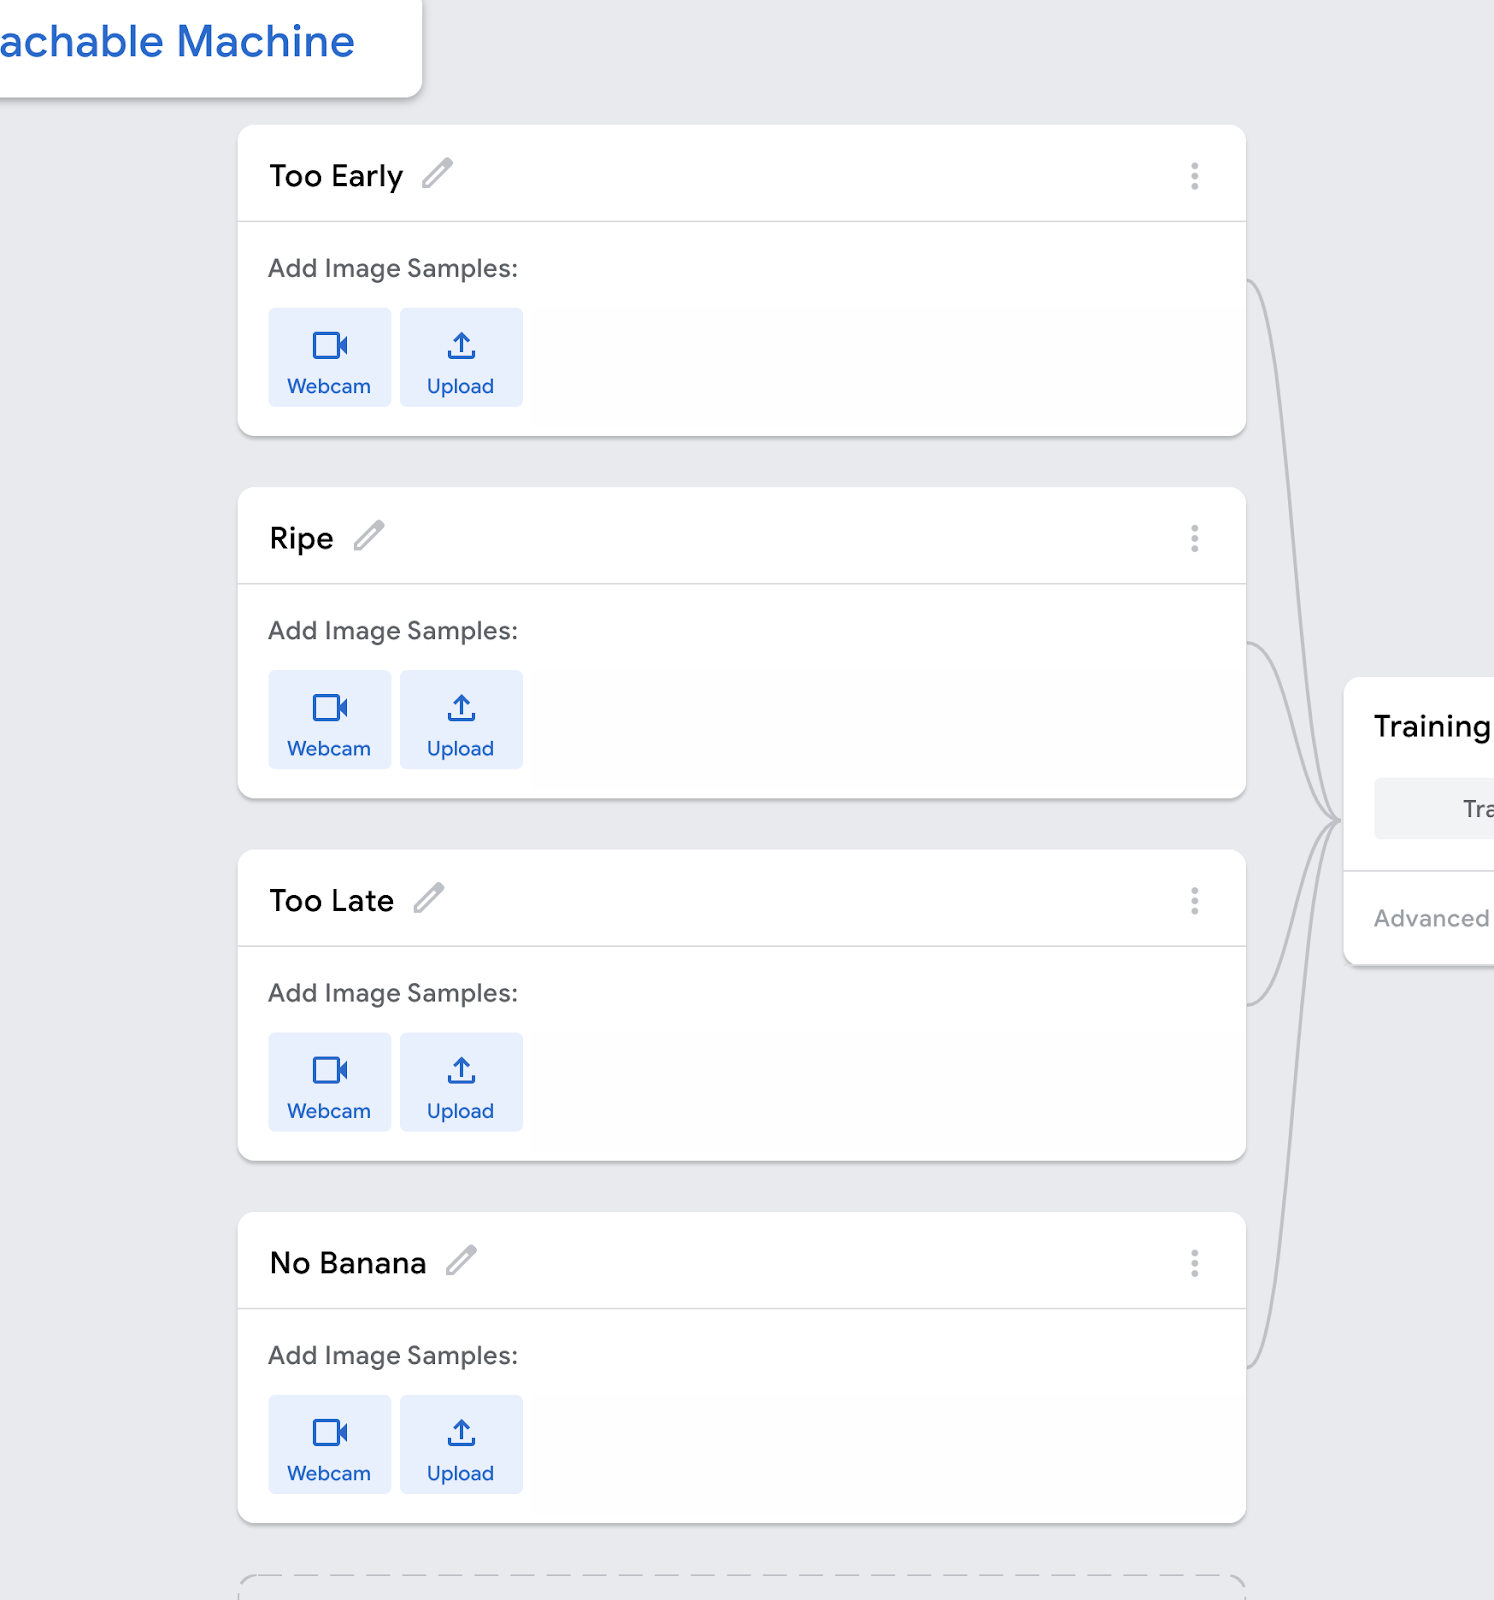 achable Machine
Too Early
Add Image Samples:
Webcam Upload
Ripe
Add Image Samples:
Webcam Upload
Training
Tra
Too Late
Advanced
Add Image Samples:
Webcam Upload
No Banana
Add Image Samples:
Webcam Upload